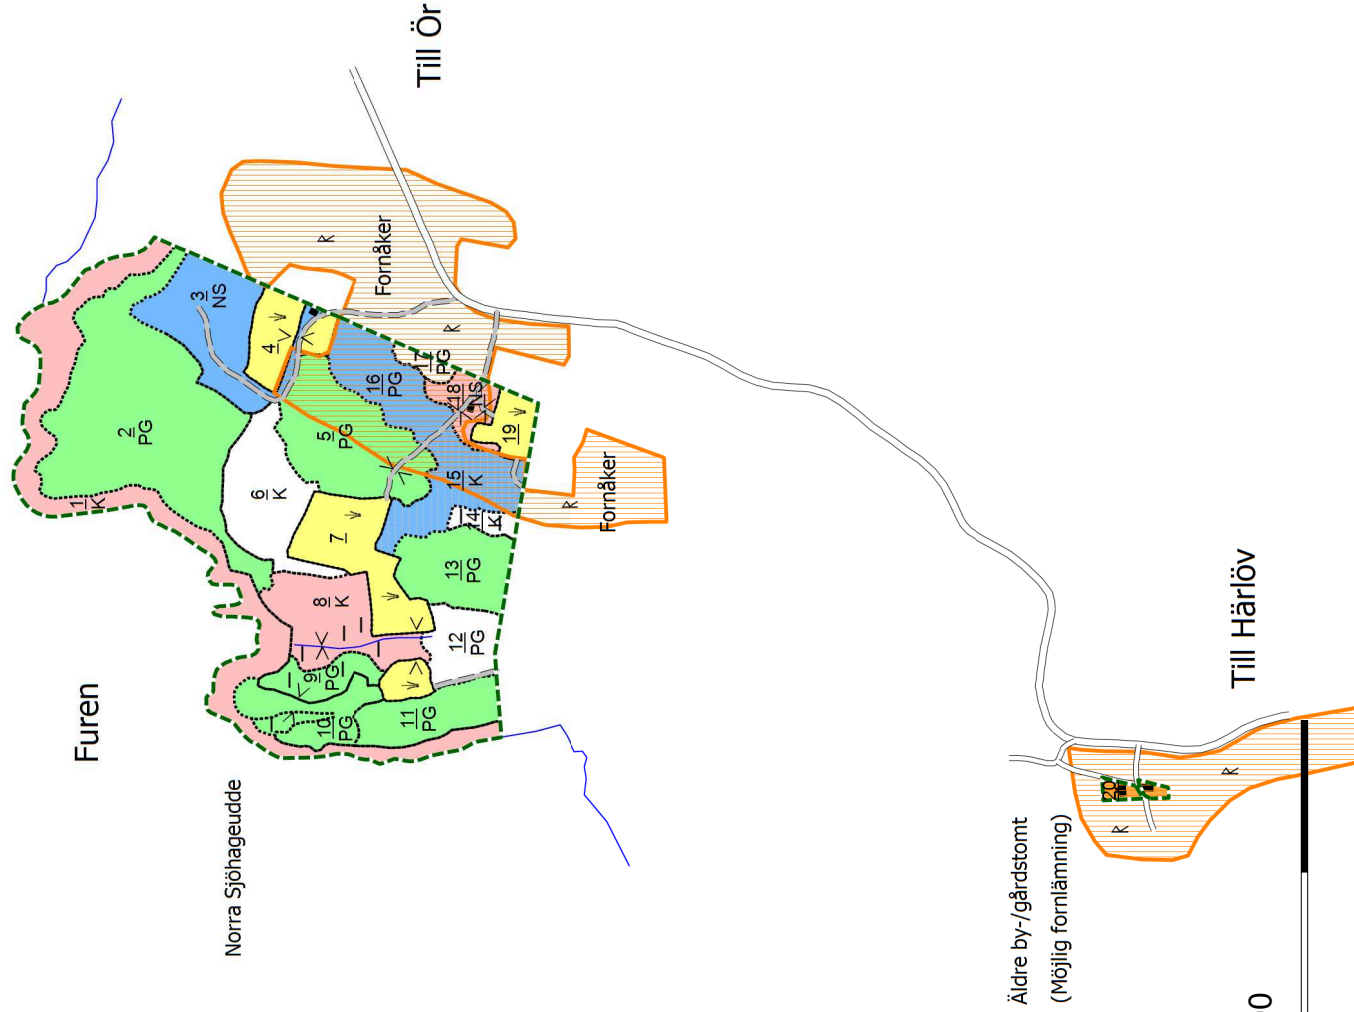 Till Ör
Fornåker
R
3
NS
4
2
PG
1
K
17
PG
16
PG
18
NS
5
PG
19
6
K
15
K
14
K
7
13
PG
8
K
12
PG
9
PG
10
PG
11
PG
R
R
Fornåker
Furen
Norra Sjöhageudde
Till Härlöv
20
R
R
Äldre by-/gårdstomt
(Möjlig fornlämning)
0